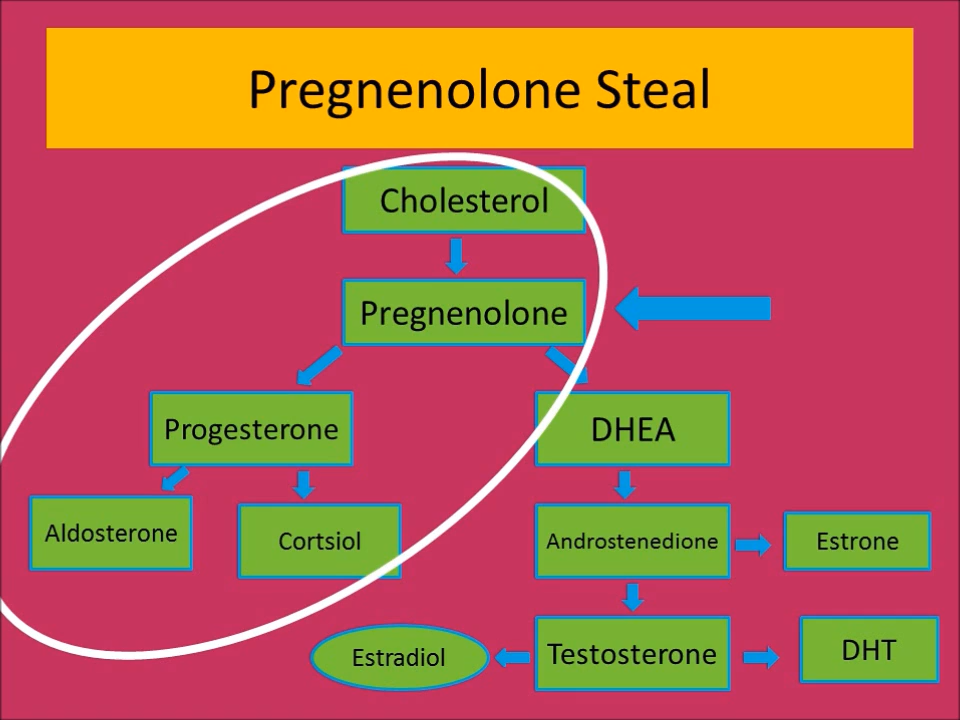 Pregnenolone Steal
Cholesterol
Pregnenolone
Progesterone
DHEA
Aldosterone
Cortsiol
Androstenedione
Estrone
Estradiol
Testosterone
DHT